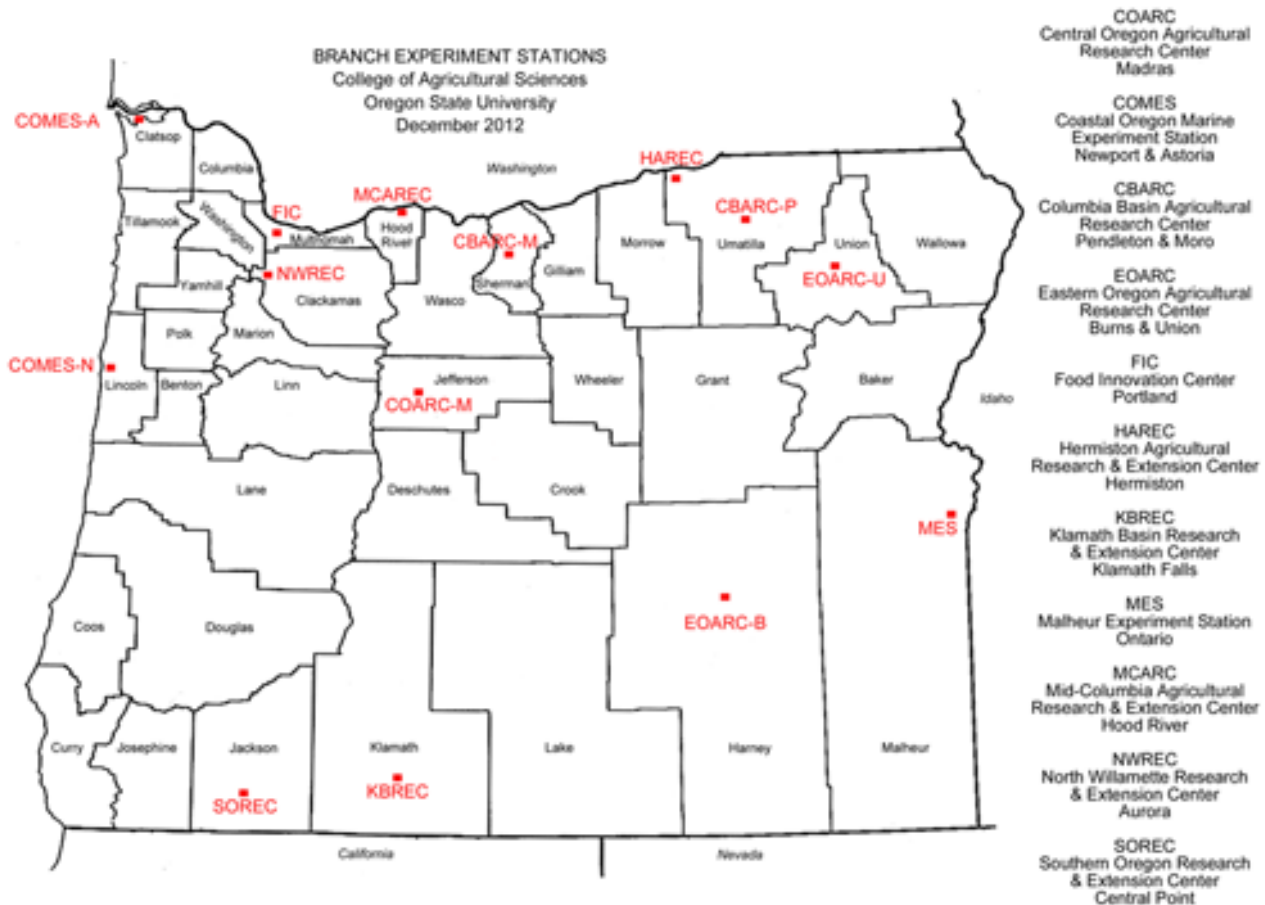 BRANCH EXPERIMENT STATIONS
College of Agricultural Sciences
Oregon State University
December 2012
COMES-A
Clatsop
Columbia
Washington
HAREC
MCAREC
FIC
Tillamook
Washington
Multnomah
Hood
River
CBARC-M
CBARC-P
Morrow
Umatilla
Union
Wallowa
NWREC
Sherman
Gilliam
EOARC-U
Yamhill
Clackamas
Wasco
Polk
Marion
COMES-N
Lincoln
Benton
Linn
Jefferson
COARC-M
Wheeler
Grant
Baker
Idaho
Lane
Deschutes
Crook
MES
EOARC-B
Coos
Douglas
Curry
Josephine
Jackson
Klamath
Lake
Harney
Malheur
SOREC
KBREC
California
Nevada
COARC
Central Oregon Agricultural
Research Center
Madras
COMES
Coastal Oregon Marine
Experiment Station
Newport & Astoria
CBARC
Columbia Basin Agricultural
Research Center
Pendleton & Moro
EOARC
Eastern Oregon Agricultural
Research Center
Burns & Union
FIC
Food Innovation Center
Portland
HAREC
Hermiston Agricultural
Research & Extension Center
Hermiston
KBREC
Klamath Basin Research
& Extension Center
Klamath Falls
MES
Malheur Experiment Station
Ontario
MCARC
Mid-Columbia Agricultural
Research & Extension Center
Hood River
NWREC
North Willamette Research
& Extension Center
Aurora
SOREC
Southern Oregon Research
& Extension Center
Central Point